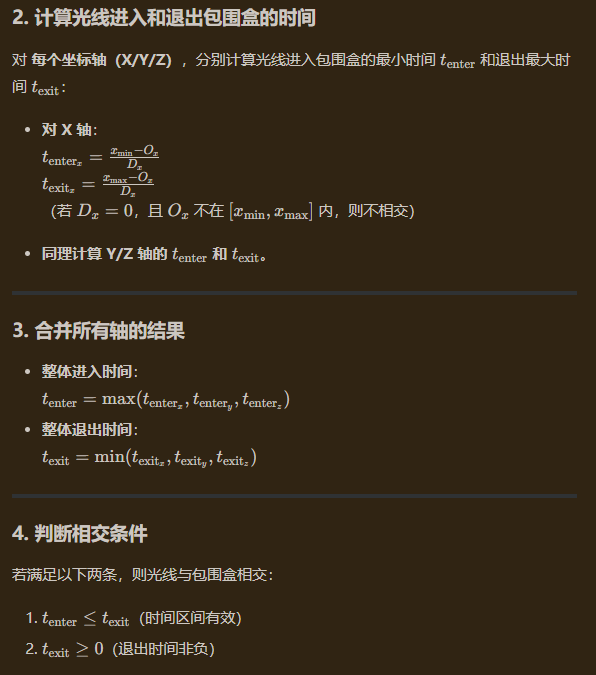 2. 计算光线进入和退出包围盒的时间
对 每个坐标轴（X/Y/Z），分别计算光线进入包围盒的最小时间 $t_{\text{enter}}$ 和退出最大时
间 $t_{\text{exit}}$：
• 对 X 轴：
$t_{\text{enter}_x} = \frac{x_{\min}-O_x}{D_x}$
$t_{\text{exit}_x} = \frac{x_{\max}-O_x}{D_x}$
（若 $D_x = 0$，且 $O_x$ 不在 $[x_{\min}, x_{\max}]$ 内，则不相交）
• 同理计算 Y/Z 轴的 $t_{\text{enter}}$ 和 $t_{\text{exit}}$。
3. 合并所有轴的结果
• 整体进入时间：
$t_{\text{enter}} = \max(t_{\text{enter}_x}, t_{\text{enter}_y}, t_{\text{enter}_z})$
• 整体退出时间：
$t_{\text{exit}} = \min(t_{\text{exit}_x}, t_{\text{exit}_y}, t_{\text{exit}_z})$
4. 判断相交条件
若满足以下两条，则光线与包围盒相交：
1. $t_{\text{enter}} \leq t_{\text{exit}}$（时间区间有效）
2. $t_{\text{exit}} \geq 0$（退出时间非负）